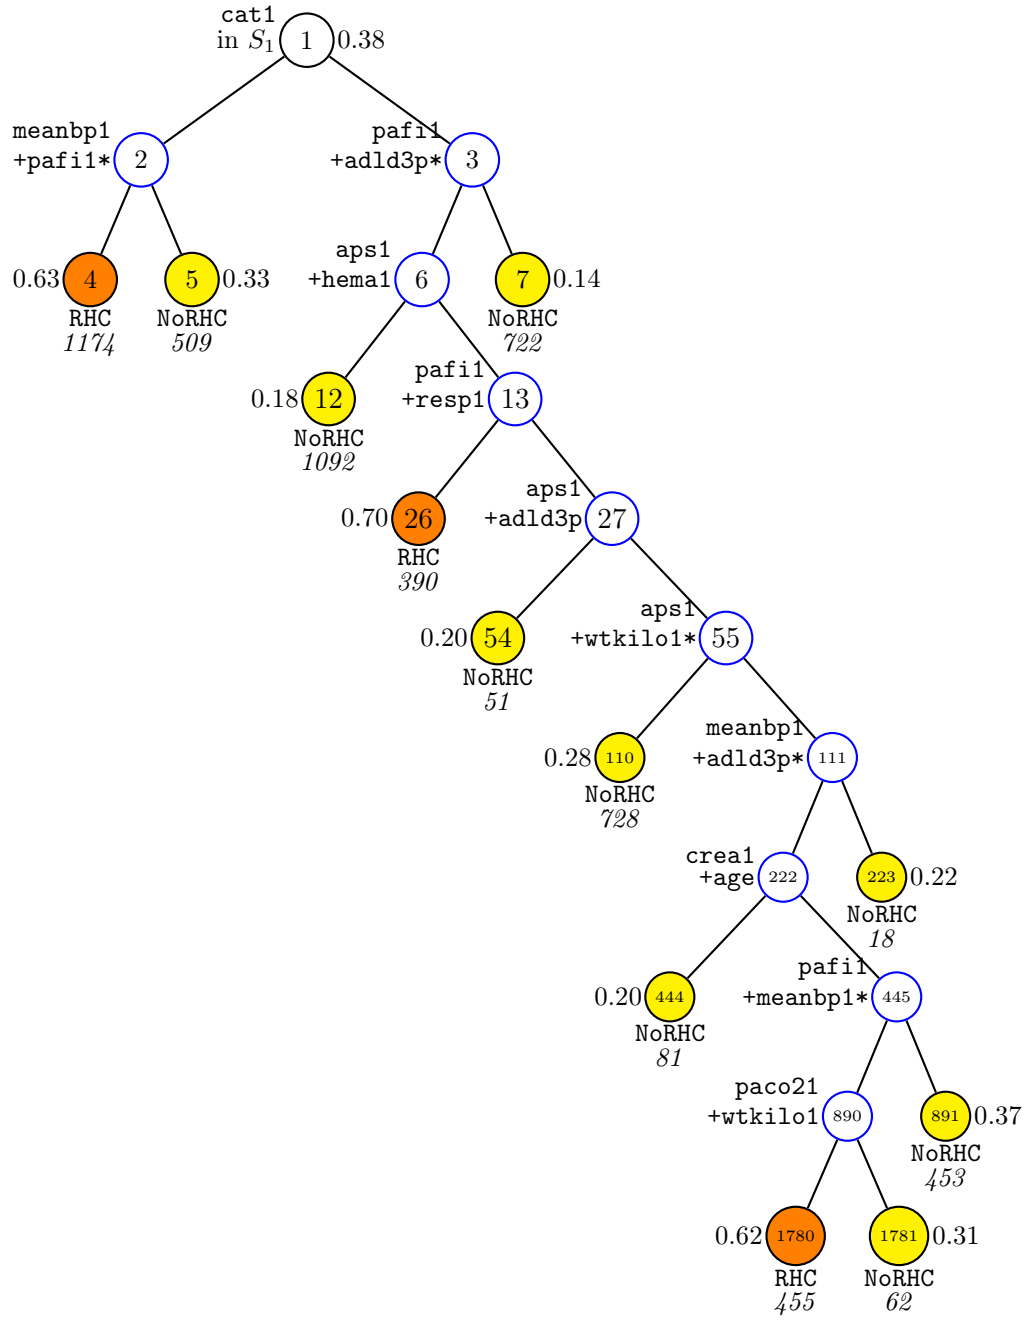 cat1
in S1 1 0.38
meanbp1
+pafi1* 2
pafi1
+adld3p* 3
0.63 4
RHC
1174
5 0.33
NoRHC
509
aps1
+hema1 6
7 0.14
NoRHC
722
0.18 12
NoRHC
1092
pafi1
+resp1 13
0.70 26
RHC
390
aps1
+adld3p 27
0.20 54
NoRHC
51
aps1
+wtkilo1* 55
0.28 110
NoRHC
728
meanbp1
+adld3p* 111
crea1
+age 222
223 0.22
NoRHC
18
0.20 444
NoRHC
81
pafi1
+meanbp1* 445
paco21
+wtkilo1 890
891 0.37
NoRHC
453
0.62 1780
RHC
455
1781 0.31
NoRHC
62